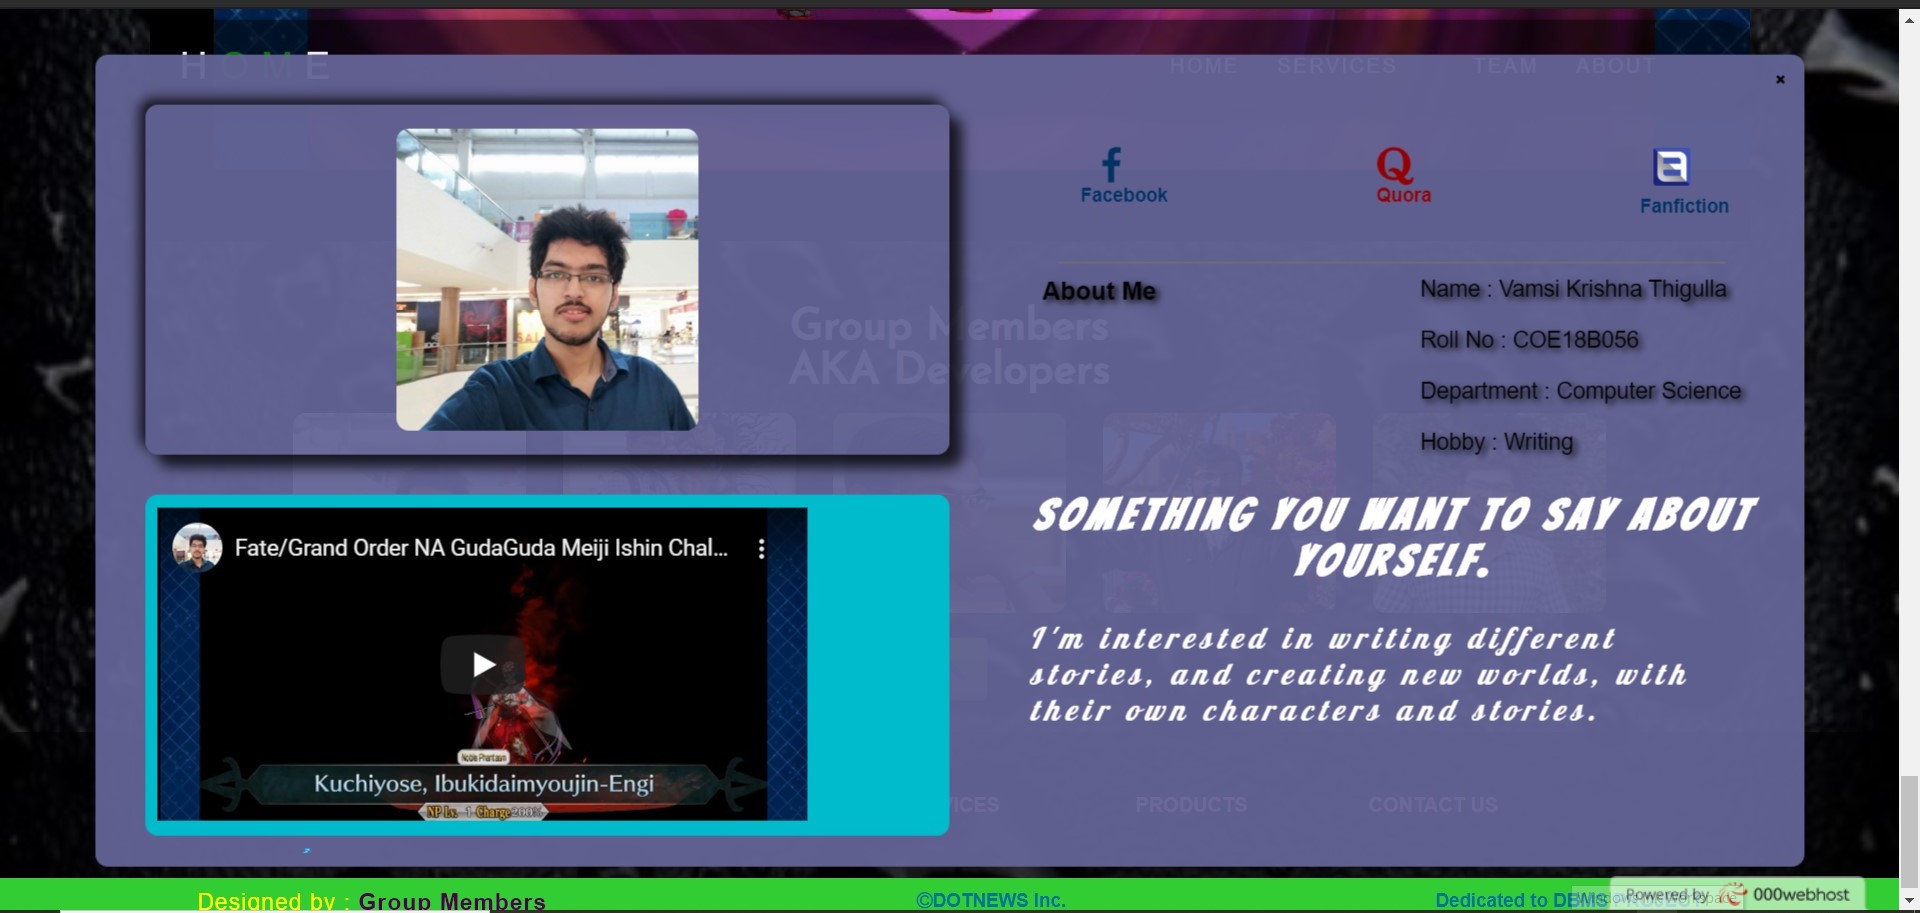 HOME
HOME SERVICES TEAM ABOUT
×
Facebook
Quora
Fanfiction
About Me
Name : Vamsi Krishna Thigulla
Roll No : COE18B056
Department : Computer Science
Hobby : Writing
Group Members
AKA Developers
SALE
Fate/Grand Order NA GudaGuda Meiji Ishin Chal...
Noble Phantasm
Kuchiyose, Ibukidaimyoujin-Engi
NP Lv. 1 Charge 200%
SOMETHING YOU WANT TO SAY ABOUT
YOURSELF.
I'm interested in writing different
stories, and creating new worlds, with
their own characters and stories.
PRODUCTS
CONTACT US
Designed by : Group Members
©DOTNEWS Inc.
Dedicated to DBMS
Powered by 000webhost